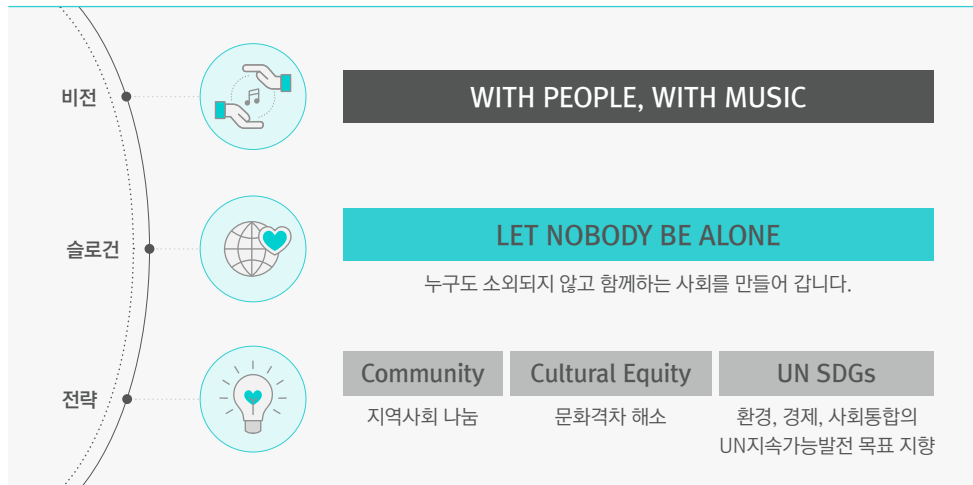 비전
WITH PEOPLE, WITH MUSIC
슬로건
LET NOBODY BE ALONE
누구도 소외되지 않고 함께하는 사회를 만들어 갑니다.
전략
Community
지역사회 나눔
Cultural Equity
문화격차 해소
UN SDGs
환경, 경제, 사회통합의
UN지속가능발전 목표 지향